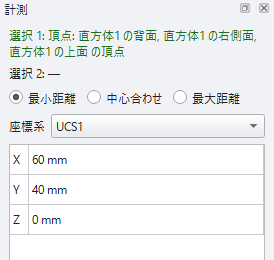 計測
選択 1: 頂点: 直方体1 の背面, 直方体1 の右側面,
直方体1 の上面 の頂点
選択 2: —
最小距離 中心合わせ 最大距離
座標系 UCS1
X 60 mm
Y 40 mm
Z 0 mm